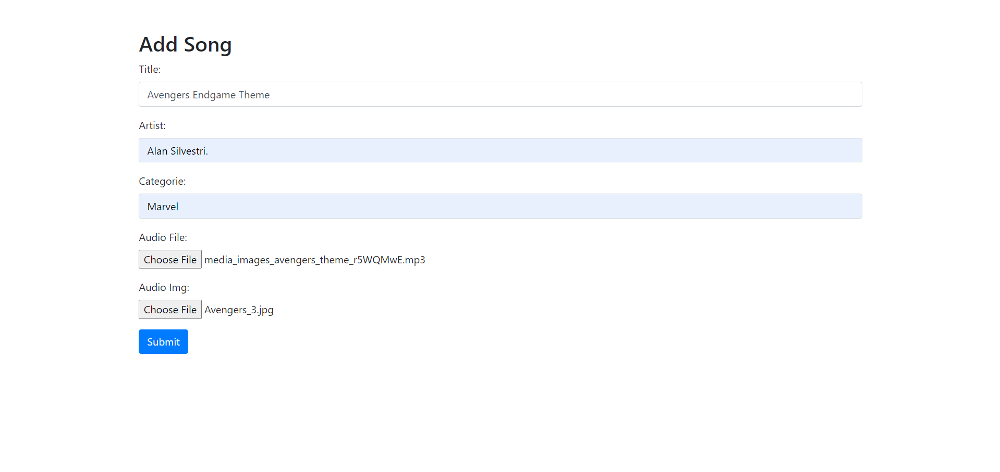 Add Song
Title:
Avengers Endgame Theme
Artist:
Alan Silvestri.
Categorie:
Marvel
Audio File:
Choose File media_images_avengers_theme_r5WQMwE.mp3
Audio Img:
Choose File Avengers_3.jpg
Submit